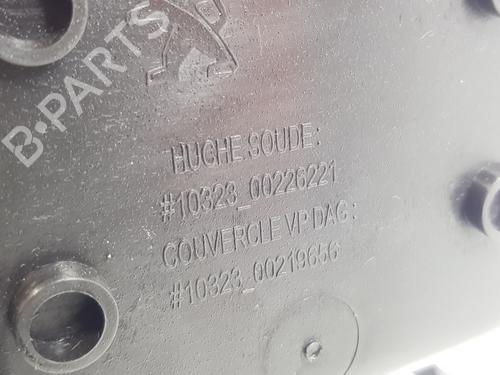 B-PARTS
HUCHE SOUDE:
#10323_00226221
COUVERCLE VP DAG:
#10323_00219656